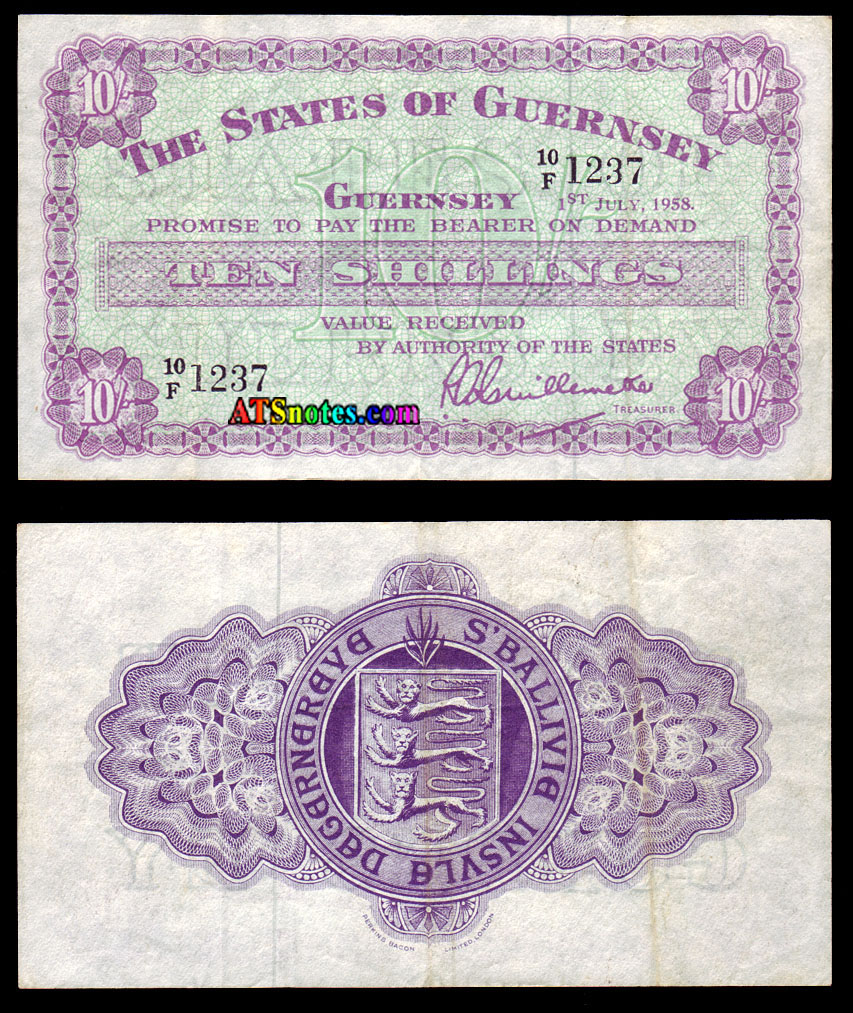 10/- 10/-
THE STATES OF GUERNSEY
10/-
10
F 1237
GUERNSEY 1ST JULY, 1958.
PROMISE TO PAY THE BEARER ON DEMAND
TEN SHILLINGS
VALUE RECEIVED
BY AUTHORITY OF THE STATES
10
F 1237
TREASURER
10/- 10/-
ATSnotes.com
S'BALLIVIE INSVLE DEGERNEREYE
PERKINS BACON LIMITED, LONDON